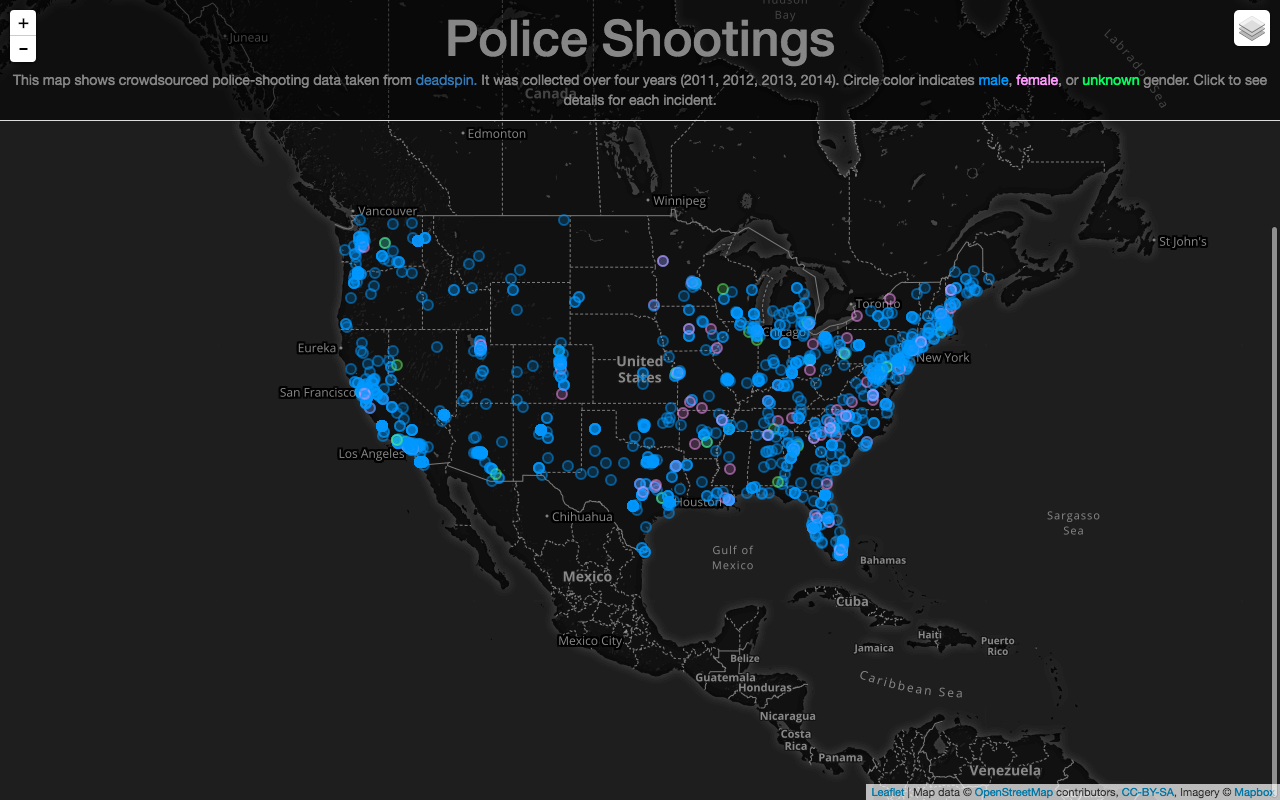 +
−
Hudson
Bay
Juneau
Police Shootings
Labrador Sea
This map shows crowdsourced police-shooting data taken from deadspin. It was collected over four years (2011, 2012, 2013, 2014). Circle color indicates male, female, or unknown gender. Click to see
details for each incident.
Canada
Edmonton
Winnipeg
Vancouver
St John's
Toronto
Chicago
Eureka
New York
United
States
San Francisco
Los Angeles
Houston
Chihuahua
Sargasso
Sea
Gulf of
Mexico
Bahamas
Mexico
Cuba
Haiti
Puerto
Rico
Jamaica
Mexico City
Belize
Guatemala
Honduras
Caribbean Sea
Nicaragua
Costa
Rica
Panama
Venezuela
Leaflet | Map data © OpenStreetMap contributors, CC-BY-SA, Imagery © Mapbox